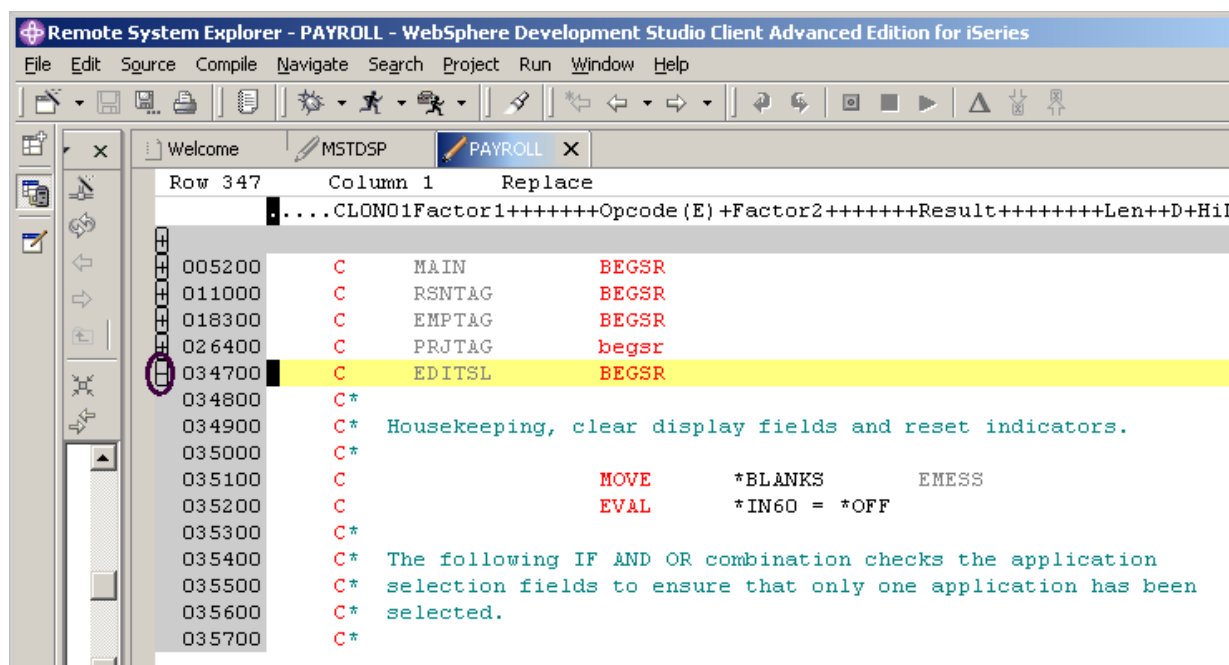 Remote System Explorer - PAYROLL - WebSphere Development Studio Client Advanced Edition for iSeries
File Edit Source Compile Navigate Search Project Run Window Help
Welcome MSTDSP PAYROLL
Row 347 Column 1 Replace
.....CL0N01Factor1+++++++Opcode(E)+Factor2+++++++Result++++++++Len++D+HiL
005200 C MAIN BEGSR
011000 C RSNTAG BEGSR
018300 C EMPTAG BEGSR
026400 C PRJTAG begsr
034700 C EDITSL BEGSR
034800 C*
034900 C* Housekeeping, clear display fields and reset indicators.
035000 C*
035100 C MOVE *BLANKS EMESS
035200 C EVAL *IN60 = *OFF
035300 C*
035400 C* The following IF AND OR combination checks the application
035500 C* selection fields to ensure that only one application has been
035600 C* selected.
035700 C*